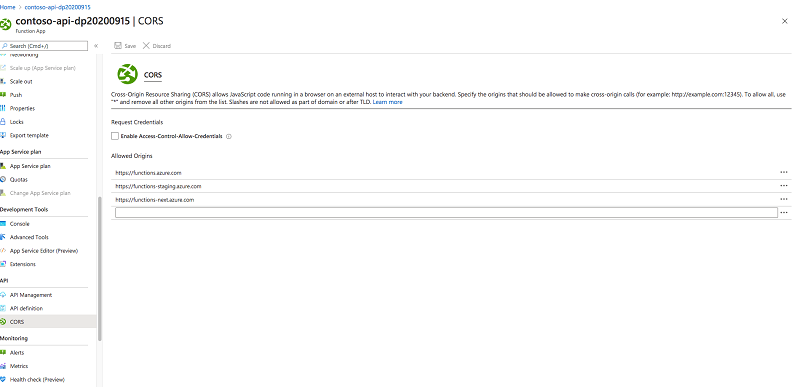 Home > contoso-api-dp20200915
contoso-api-dp20200915 | CORS
Function App
Search (Cmd+/)
Save
Discard
Networking
Scale up (App Service plan)
Scale out
Push
Properties
Locks
Export template
App Service plan
App Service plan
Quotas
Change App Service plan
Development Tools
Console
Advanced Tools
App Service Editor (Preview)
Extensions
API
API Management
API definition
CORS
Monitoring
Alerts
Metrics
Health check (Preview)
CORS
Cross-Origin Resource Sharing (CORS) allows JavaScript code running in a browser on an external host to interact with your backend. Specify the origins that should be allowed to make cross-origin calls (for example: http://example.com:12345). To allow all, use
"*" and remove all other origins from the list. Slashes are not allowed as part of domain or after TLD. Learn more
Request Credentials
Enable Access-Control-Allow-Credentials
Allowed Origins
https://functions.azure.com
https://functions-staging.azure.com
https://functions-next.azure.com